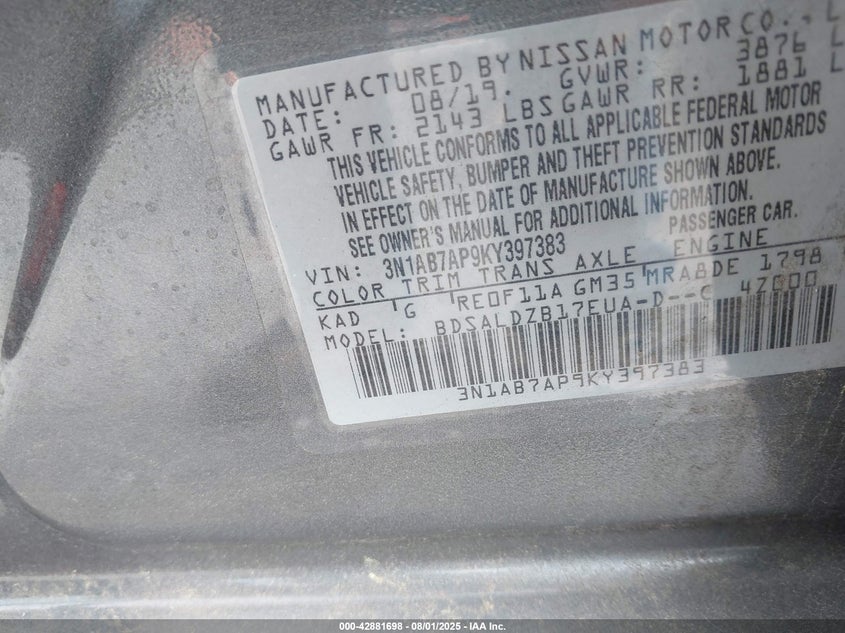 MANUFACTURED BY NISSAN MOTOR CO., L
DATE: 08/19. GVWR: 3876 L
GAWR FR: 2143 LBS GAWR RR: 1881 L
THIS VEHICLE CONFORMS TO ALL APPLICABLE FEDERAL MOTOR
VEHICLE SAFETY, BUMPER AND THEFT PREVENTION STANDARDS
IN EFFECT ON THE DATE OF MANUFACTURE SHOWN ABOVE.
SEE OWNER'S MANUAL FOR ADDITIONAL INFORMATION.
VIN: 3N1AB7AP9KY397383 PASSENGER CAR.
COLOR TRIM TRANS AXLE ENGINE
KAD G RE0F11A GM35 MRA8DE 1798
MODEL: BDSALDZB17EUA-D--C 47000
3N1AB7AP9KY397383
000-42881698 - 08/01/2025 - IAA Inc.